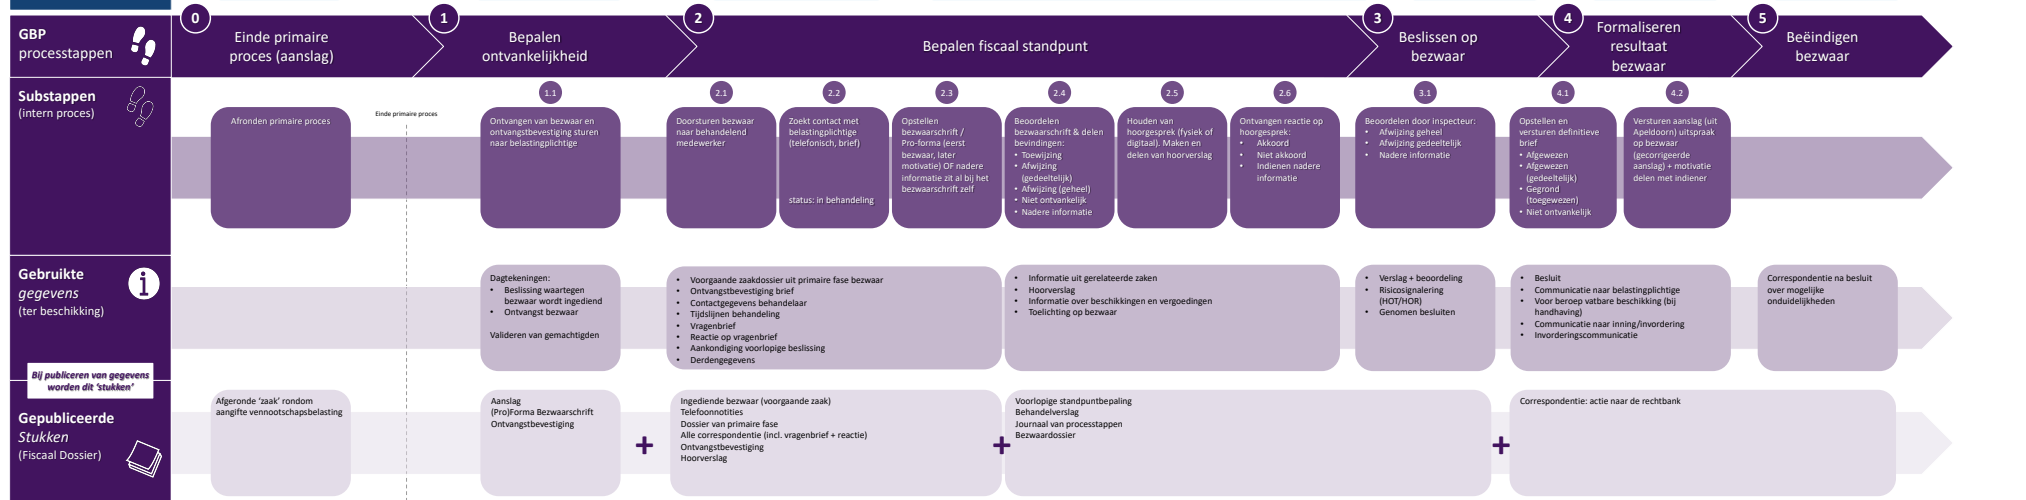 0
1
2
3
4
5
GBP
processtappen
Einde primaire
proces (aanslag)
Bepalen
ontvankelijkheid
Bepalen fiscaal standpunt
Beslissen op
bezwaar
Formaliseren
resultaat
bezwaar
Beëindigen
bezwaar
Substappen
(intern proces)
Afronden primaire proces
Einde primaire proces
1.1
Ontvangen van bezwaar en
ontvangstbevestiging sturen
naar belastingplichtige
2.1
Doorsturen bezwaar
naar behandelend
medewerker
2.2
Zoekt contact met
belastingplichtige
(telefonisch, brief)
status: in behandeling
2.3
Opstellen
bezwaarschrift /
Pro-forma (eerst
bezwaar, later
motivatie) OF nadere
informatie zit al bij het
bezwaarschrift zelf
2.4
Beoordelen
bezwaarschrift & delen
bevindingen:
• Toewijzing
• Afwijzing
(gedeeltelijk)
• Afwijzing (geheel)
• Niet ontvankelijk
• Nadere informatie
2.5
Houden van
hoorgesprek (fysiek of
digitaal). Maken en
delen van hoorverslag
2.6
Ontvangen reactie op
hoorgesprek:
• Akkoord
• Niet akkoord
• Indienen nadere
informatie
3.1
Beoordelen door inspecteur:
• Afwijzing geheel
• Afwijzing gedeeltelijk
• Nadere informatie
4.1
Opstellen en
versturen definitieve
brief
• Afgewezen
• Afgewezen
(gedeeltelijk)
• Gegrond
(toegewezen)
• Niet ontvankelijk
4.2
Versturen aanslag (uit
Apeldoorn) uitspraak
op bezwaar
(gecorrigeerde
aanslag) + motivatie
delen met indiener
Gebruikte
gegevens
(ter beschikking)
Dagtekeningen:
• Beslissing waartegen
bezwaar wordt ingediend
• Ontvangst bezwaar
Valideren van gemachtigden
• Voorgaande zaakdossier uit primaire fase bezwaar
• Ontvangstbevestiging brief
• Contactgegevens behandelaar
• Tijdslijnen behandeling
• Vragenbrief
• Reactie op vragenbrief
• Aankondiging voorlopige beslissing
• Derdengegevens
• Informatie uit gerelateerde zaken
• Hoorverslag
• Informatie over beschikkingen en vergoedingen
• Toelichting op bezwaar
• Verslag + beoordeling
• Risicosignalering
(HOT/HOR)
• Genomen besluiten
• Besluit
• Communicatie naar belastingplichtige
• Voor beroep vatbare beschikking (bij
handhaving)
• Communicatie naar inning/invordering
• Invorderingscommunicatie
Correspondentie na besluit
over mogelijke
onduidelijkheden
Bij publiceren van gegevens
worden dit ‘stukken’
Gepubliceerde
Stukken
(Fiscaal Dossier)
Afgeronde ‘zaak’ rondom
aangifte vennootschapsbelasting
Aanslag
(Pro)Forma Bezwaarschrift
Ontvangstbevestiging
+
Ingediende bezwaar (voorgaande zaak)
Telefoonnotities
Dossier van primaire fase
Alle correspondentie (incl. vragenbrief + reactie)
Ontvangstbevestiging
Hoorverslag
+
Voorlopige standpuntbepaling
Behandelverslag
Journaal van processtappen
Bezwaardossier
+
Correspondentie: actie naar de rechtbank